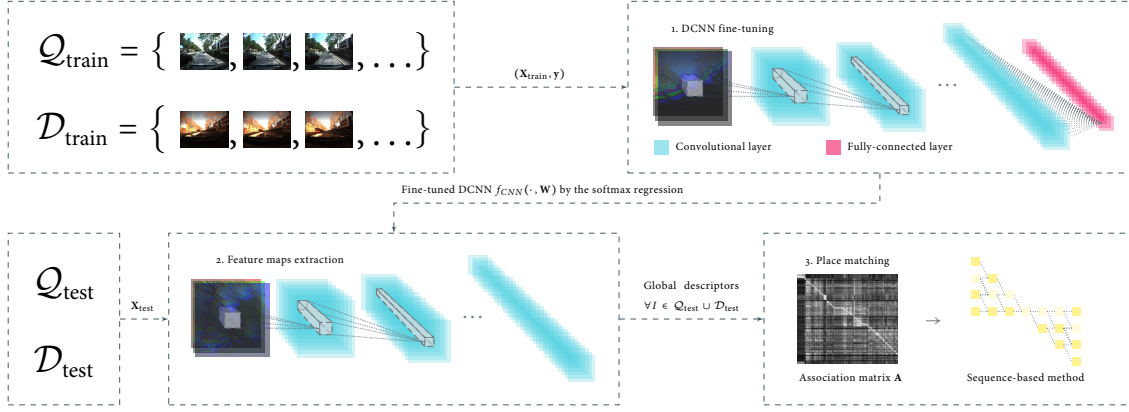 𝒬train = { , , , . . . }
𝒟train = { , , , . . . }
(Xtrain, y)
1. DCNN fine-tuning
. . .
Convolutional layer
Fully-connected layer
Fine-tuned DCNN fCNN(·, W) by the softmax regression
𝒬test
𝒟test
Xtest
2. Feature maps extraction
. . .
Global descriptors
∀I ∈ 𝒬test ∪ 𝒟test
3. Place matching
→
Association matrix A
Sequence-based method